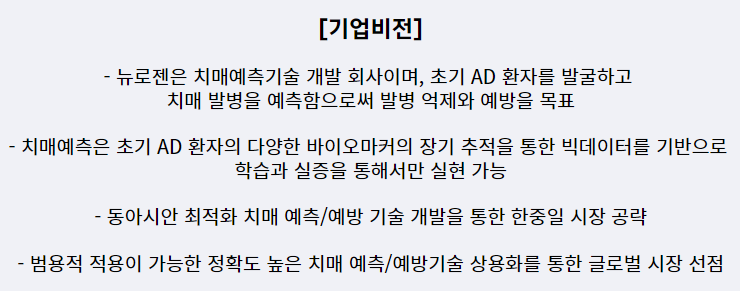 [기업비전]
- 뉴로젠은 치매예측기술 개발 회사이며, 초기 AD 환자를 발굴하고
치매 발병을 예측함으로써 발병 억제와 예방을 목표
- 치매예측은 초기 AD 환자의 다양한 바이오마커의 장기 추적을 통한 빅데이터를 기반으로
학습과 실증을 통해서만 실현 가능
- 동아시안 최적화 치매 예측/예방 기술 개발을 통한 한중일 시장 공략
- 범용적 적용이 가능한 정확도 높은 치매 예측/예방기술 상용화를 통한 글로벌 시장 선점